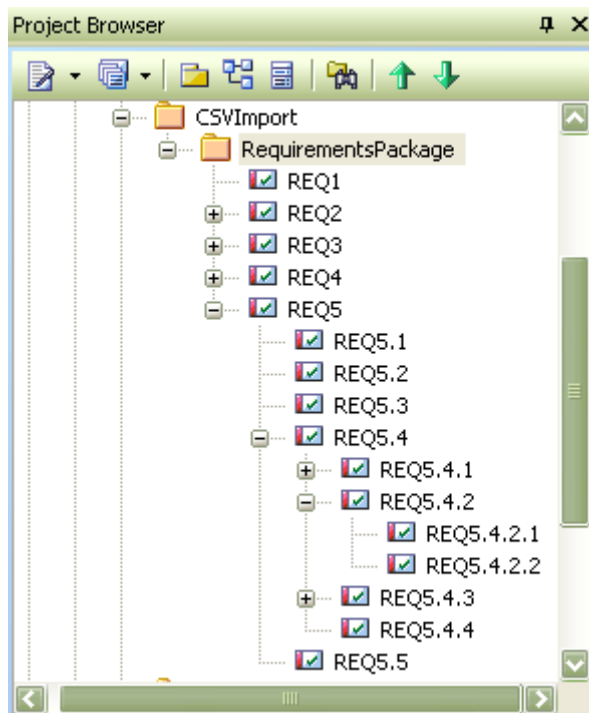 Project Browser
CSVImport
RequirementsPackage
REQ1
REQ2
REQ3
REQ4
REQ5
REQ5.1
REQ5.2
REQ5.3
REQ5.4
REQ5.4.1
REQ5.4.2
REQ5.4.2.1
REQ5.4.2.2
REQ5.4.3
REQ5.4.4
REQ5.5